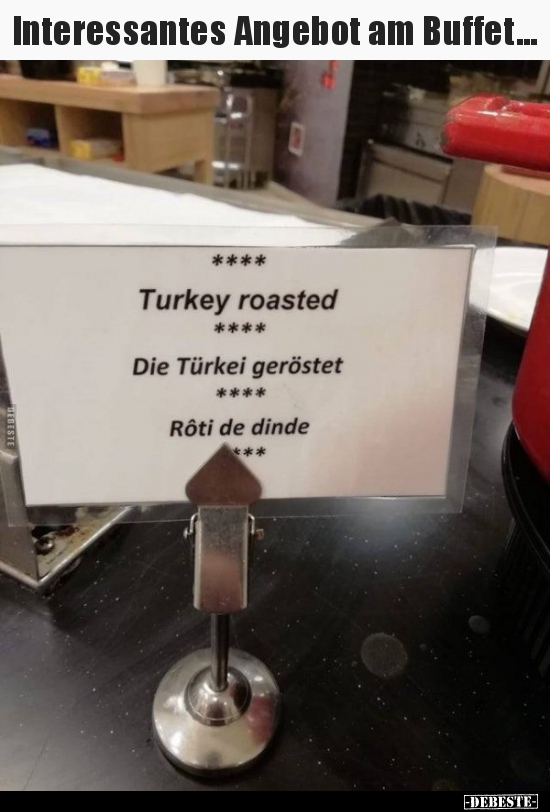 Interessantes Angebot am Buffet...
****
Turkey roasted
****
Die Türkei geröstet
****
Rôti de dinde
***
DEBESTE
-DEBESTE-